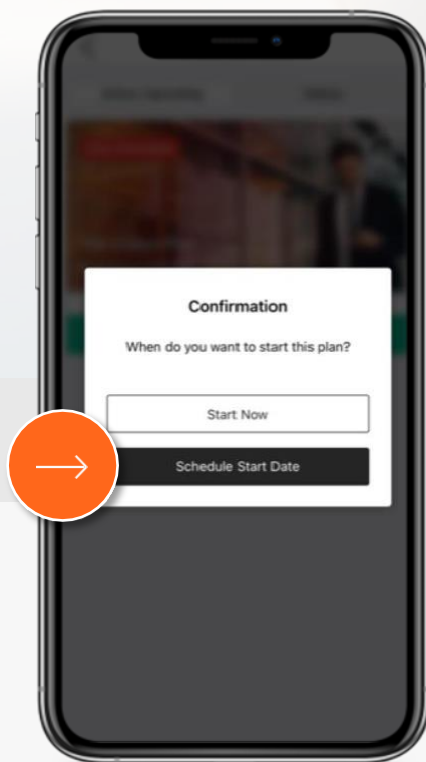 Confirmation
When do you want to start this plan?
Start Now
Schedule Start Date